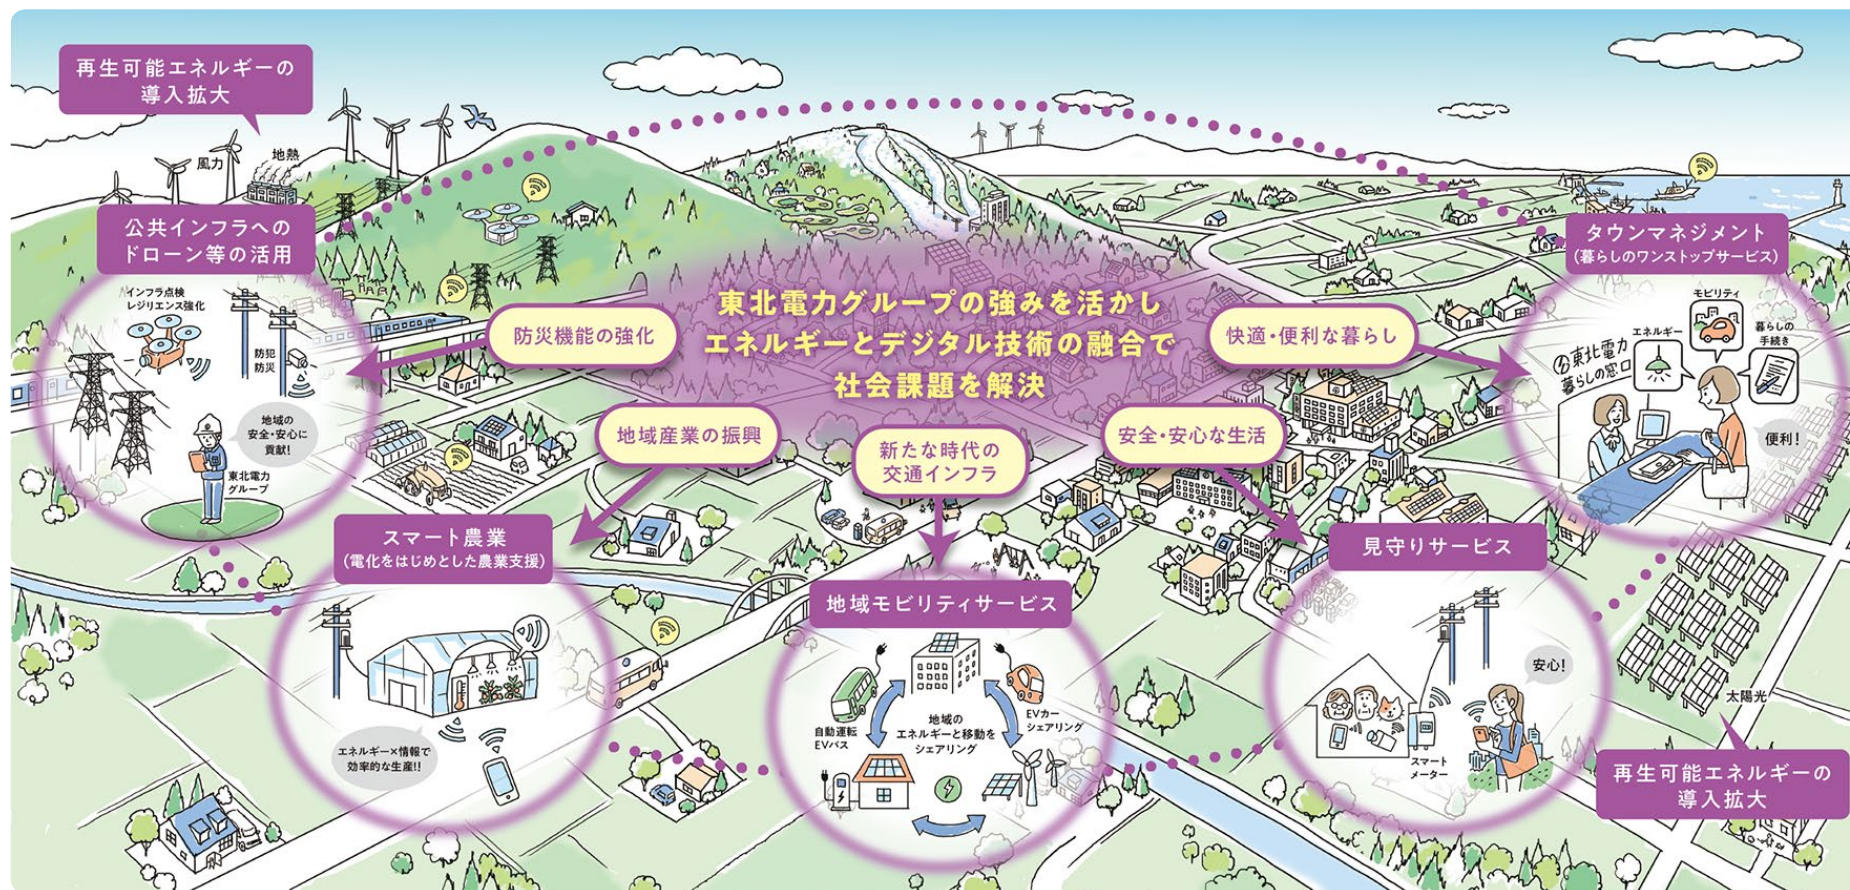 再生可能エネルギーの
導入拡大
風力
地熱
公共インフラへの
ドローン等の活用
インフラ点検
レジリエンス強化
防犯
防災
地域の
安全・安心に
貢献!
東北電力
グループ
防災機能の強化
東北電力グループの強みを活かし
エネルギーとデジタル技術の融合で
社会課題を解決
快適・便利な暮らし
地域産業の振興
新たな時代の
交通インフラ
安全・安心な生活
タウンマネジメント
(暮らしのワンストップサービス)
モビリティ
エネルギー
暮らしの
手続き
東北電力
暮らしの窓口
便利!
スマート農業
(電化をはじめとした農業支援)
エネルギー×情報で
効率的な生産!!
地域モビリティサービス
自動運転
EVバス
地域の
エネルギーと移動を
シェアリング
EVカー
シェアリング
見守りサービス
安心!
スマート
メーター
太陽光
再生可能エネルギーの
導入拡大